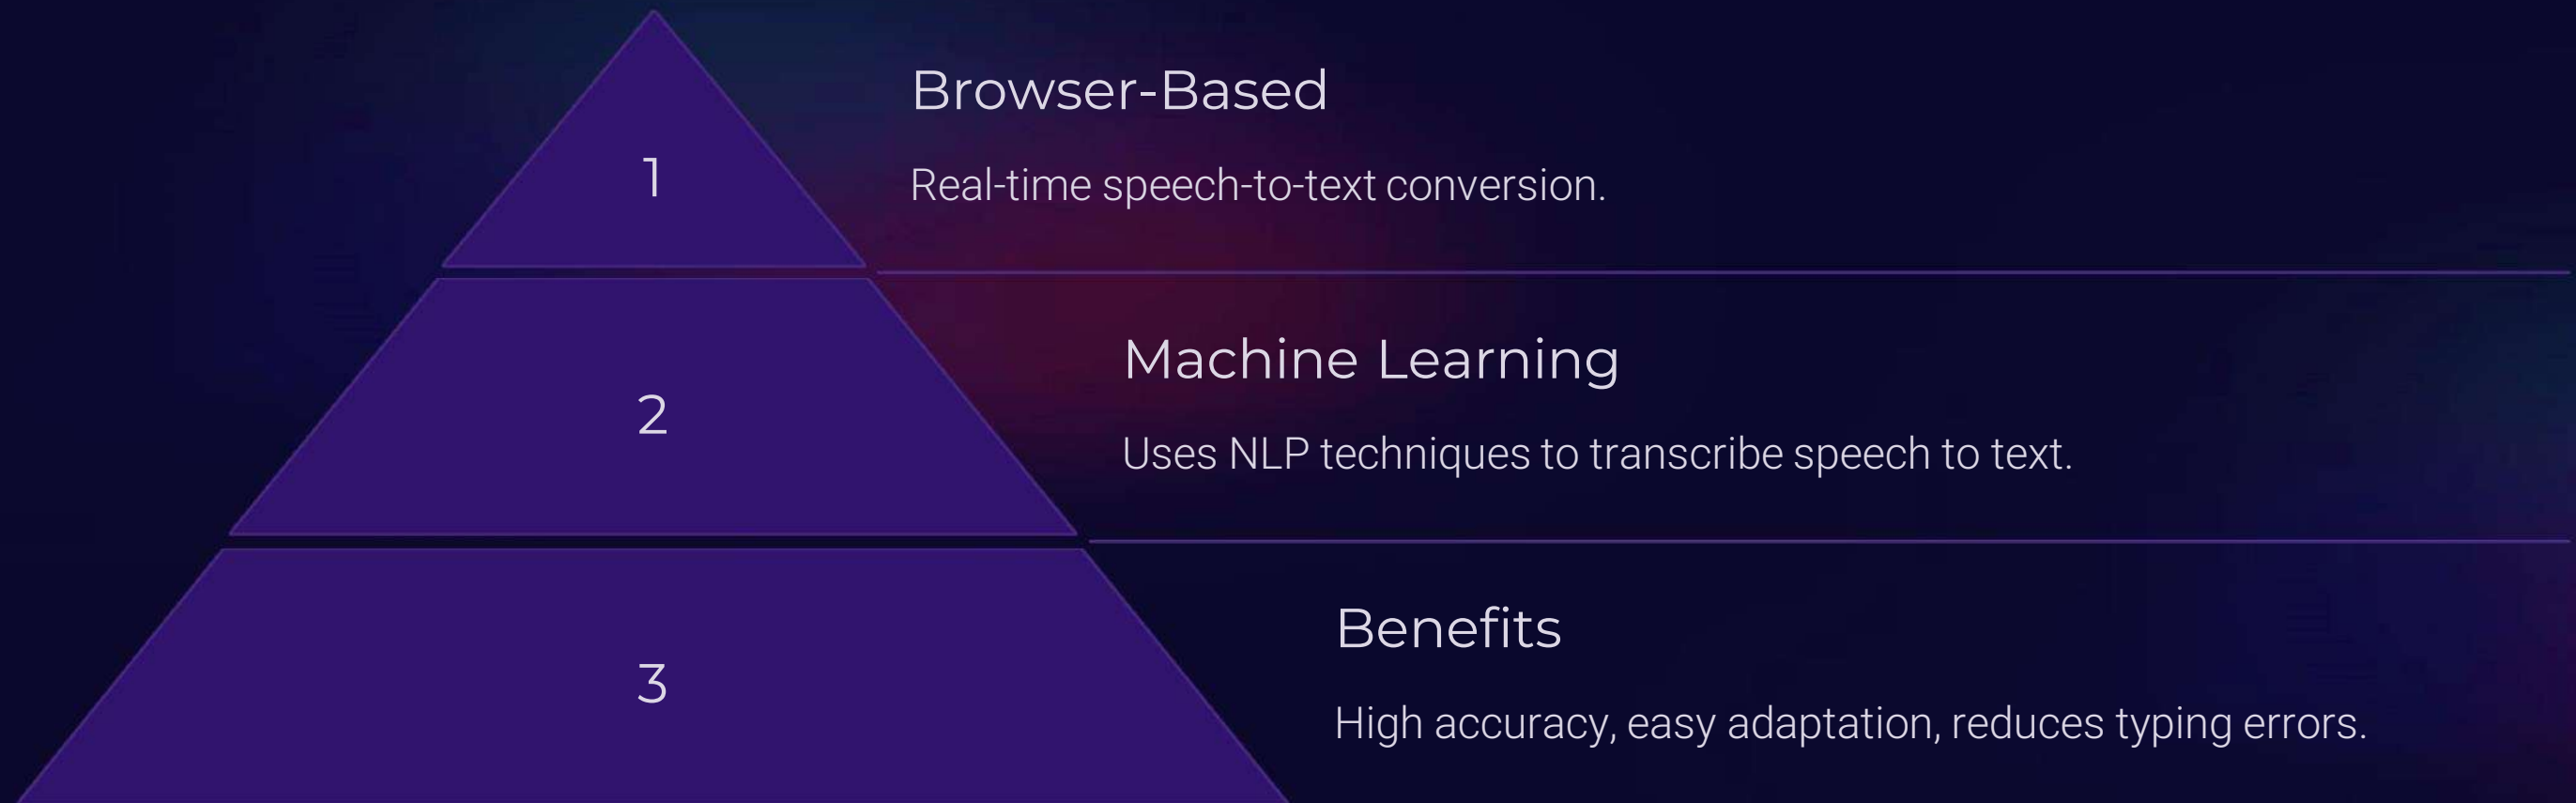 1
Browser-Based
Real-time speech-to-text conversion.
2
Machine Learning
Uses NLP techniques to transcribe speech to text.
3
Benefits
High accuracy, easy adaptation, reduces typing errors.